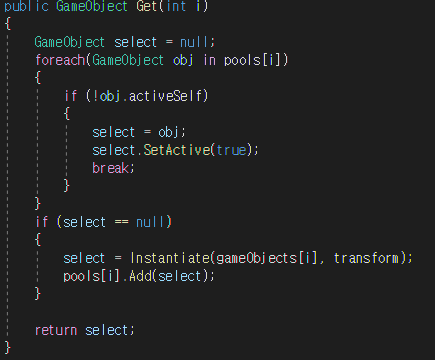 public GameObject Get(int i)
{
    GameObject select = null;
    foreach(GameObject obj in pools[i])
    {
        if (!obj.activeSelf)
        {
            select = obj;
            select.SetActive(true);
            break;
        }
    }
    if (select == null)
    {
        select = Instantiate(gameObjects[i], transform);
        pools[i].Add(select);
    }

    return select;
}